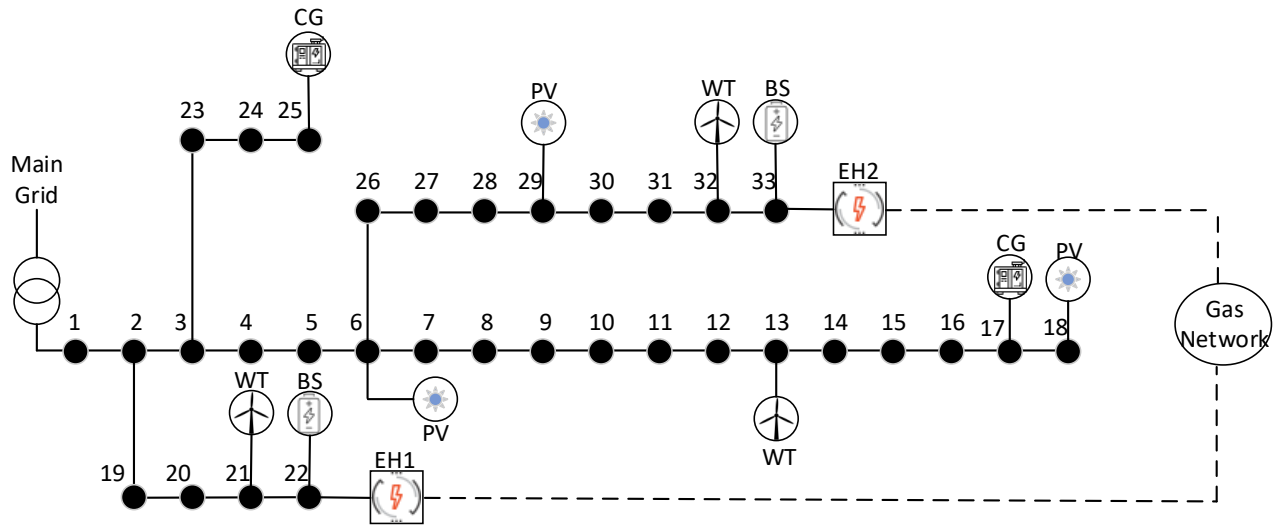 CG
23 24 25
PV
WT BS
Main
Grid
26 27 28 29 30 31 32 33
EH2
CG
PV
1 2 3 4 5 6 7 8 9 10 11 12 13 14 15 16 17 18
Gas
Network
WT BS
PV
WT
19 20 21 22
EH1